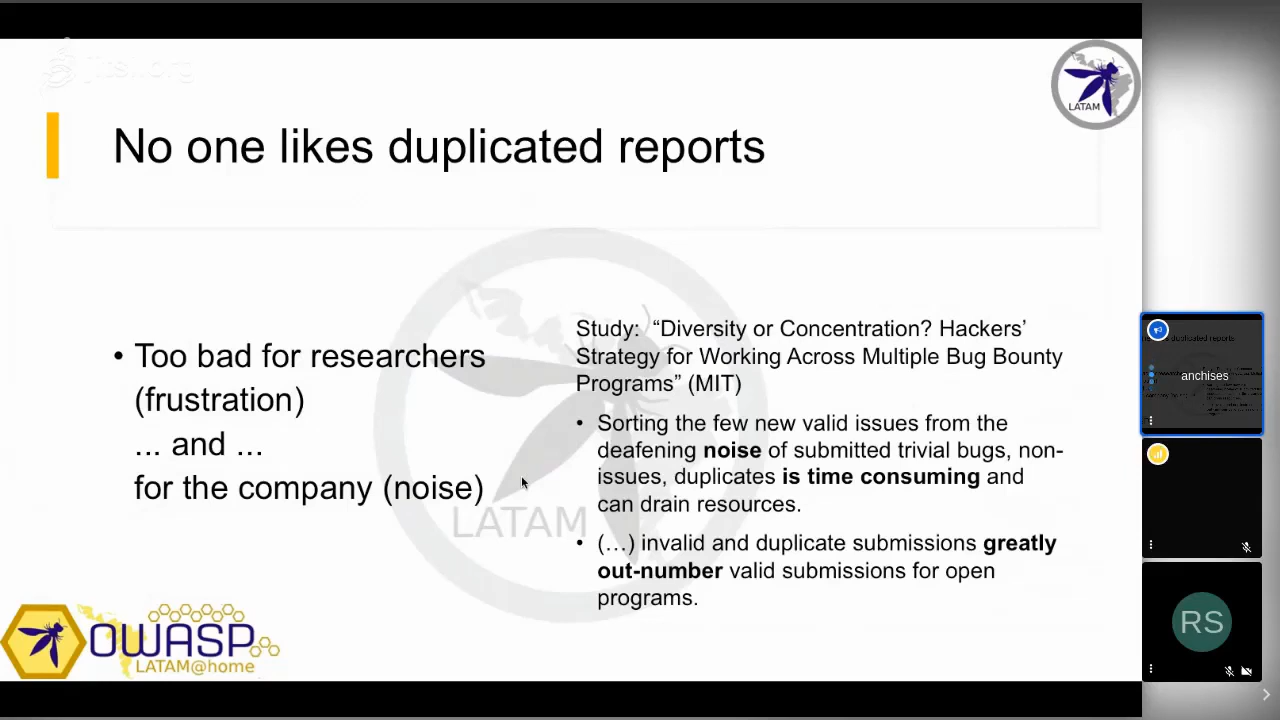 jitsi.org
LATAM
No one likes duplicated reports
• Too bad for researchers
(frustration)
... and ...
for the company (noise)
Study:  “Diversity or Concentration? Hackers’
Strategy for Working Across Multiple Bug Bounty
Programs” (MIT)
• Sorting the few new valid issues from the
deafening noise of submitted trivial bugs, non-
issues, duplicates is time consuming and
can drain resources.
• (…) invalid and duplicate submissions greatly
out-number valid submissions for open
programs.
LATAM
OWASP
LATAM@home
anchises
RS